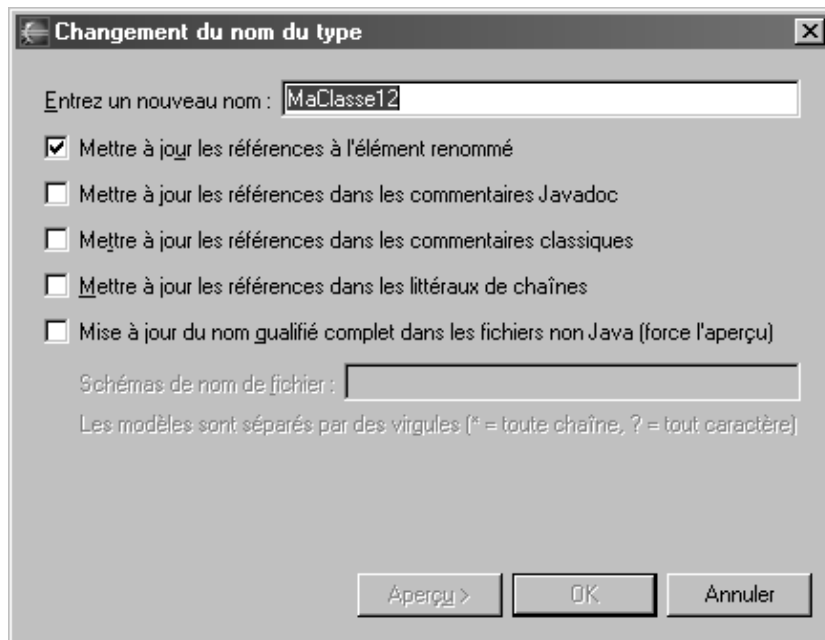 Changement du nom du type
Entrez un nouveau nom : MaClasse12
Mettre à jour les références à l'élément renommé
Mettre à jour les références dans les commentaires Javadoc
Mettre à jour les références dans les commentaires classiques
Mettre à jour les références dans les littéraux de chaînes
Mise à jour du nom qualifié complet dans les fichiers non Java (force l'aperçu)
Schémas de nom de fichier :
Les modèles sont séparés par des virgules (* = toute chaîne, ? = tout caractère)
Aperçu > OK Annuler